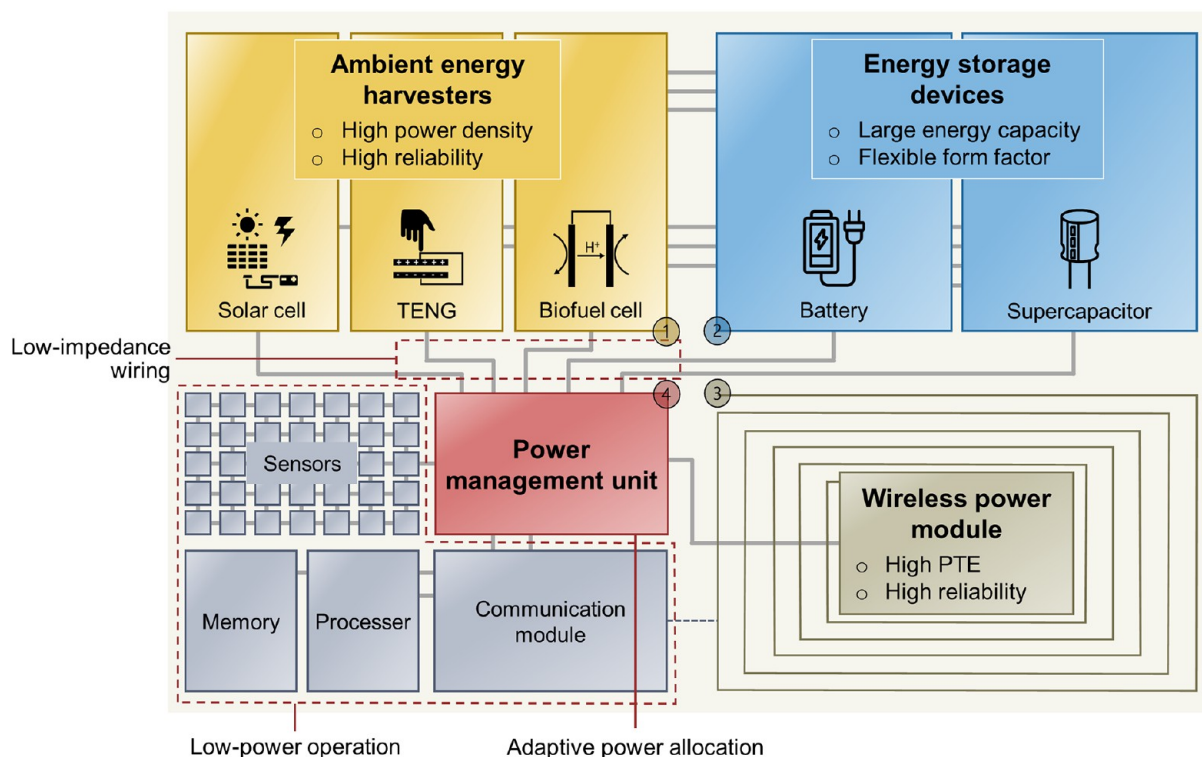 Ambient energy
harvesters
○ High power density
○ High reliability
Energy storage
devices
○ Large energy capacity
○ Flexible form factor
H⁺
Solar cell
TENG
Biofuel cell
Battery
Supercapacitor
1
2
Low-impedance
wiring
4
3
Sensors
Power
management unit
Wireless power
module
○ High PTE
○ High reliability
Memory
Processer
Communication
module
Low-power operation
Adaptive power allocation